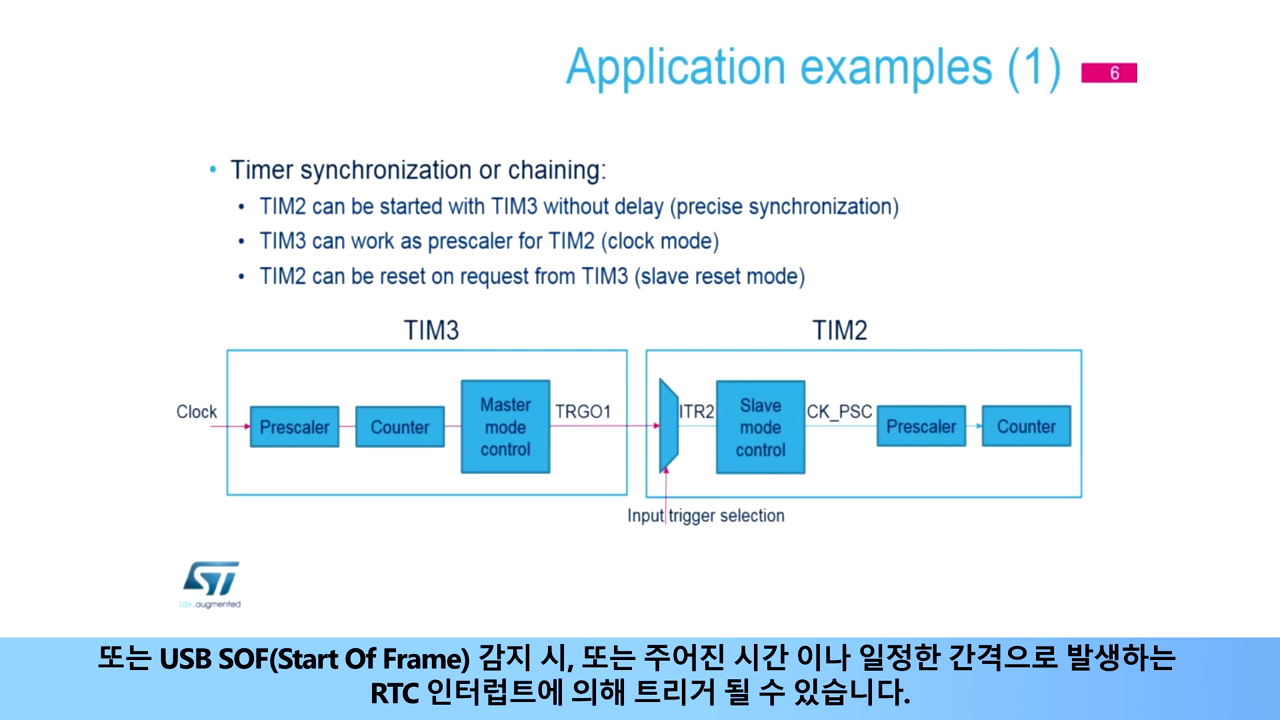 Application examples (1)
6
• Timer synchronization or chaining:
• TIM2 can be started with TIM3 without delay (precise synchronization)
• TIM3 can work as prescaler for TIM2 (clock mode)
• TIM2 can be reset on request from TIM3 (slave reset mode)
TIM3
TIM2
Clock
Prescaler
Counter
Master
mode
control
TRGO1
ITR2
Slave
mode
control
CK_PSC
Prescaler
Counter
Input trigger selection
ST
life.augmented
또는 USB SOF(Start Of Frame) 감지 시, 또는 주어진 시간 이나 일정한 간격으로 발생하는
RTC 인터럽트에 의해 트리거 될 수 있습니다.